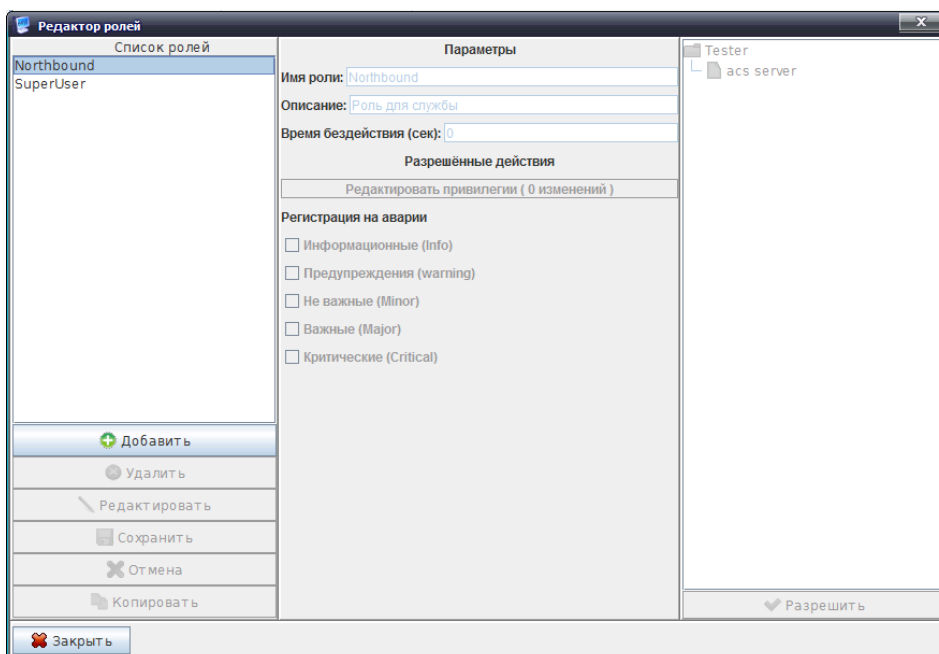 Редактор ролей
Список ролей
Northbound
SuperUser
Добавить
Удалить
Редактировать
Сохранить
Отмена
Копировать
Закрыть
Параметры
Имя роли: Northbound
Описание: Роль для службы
Время бездействия (сек): 0
Разрешённые действия
Редактировать привилегии ( 0 изменений )
Регистрация на аварии
Информационные (Info)
Предупреждения (warning)
Не важные (Minor)
Важные (Major)
Критические (Critical)
Tester
acs server
Разрешить